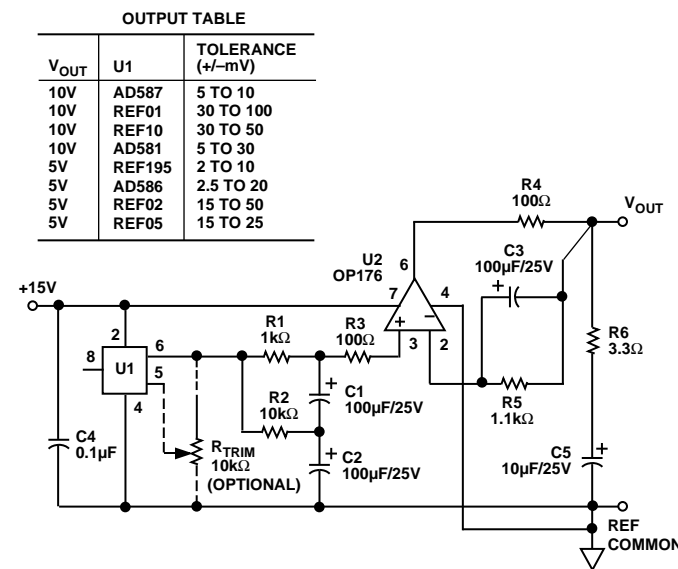 OUTPUT TABLE
VOUT U1 TOLERANCE (+/–mV)
10V AD587 5 TO 10
10V REF01 30 TO 100
10V REF10 30 TO 50
10V AD581 5 TO 30
5V REF195 2 TO 10
5V AD586 2.5 TO 20
5V REF02 15 TO 50
5V REF05 15 TO 25
R4
100Ω
VOUT
C3
100µF/25V
+
U2
OP176
6
7
4
+
–
3
2
+15V
2
8
U1
6
5
4
R1
1kΩ
R3
100Ω
R2
10kΩ
+
C1
100µF/25V
+
C2
100µF/25V
R5
1.1kΩ
R6
3.3Ω
C4
0.1µF
RTRIM
10kΩ
(OPTIONAL)
C5
10µF/25V
+
REF
COMMON